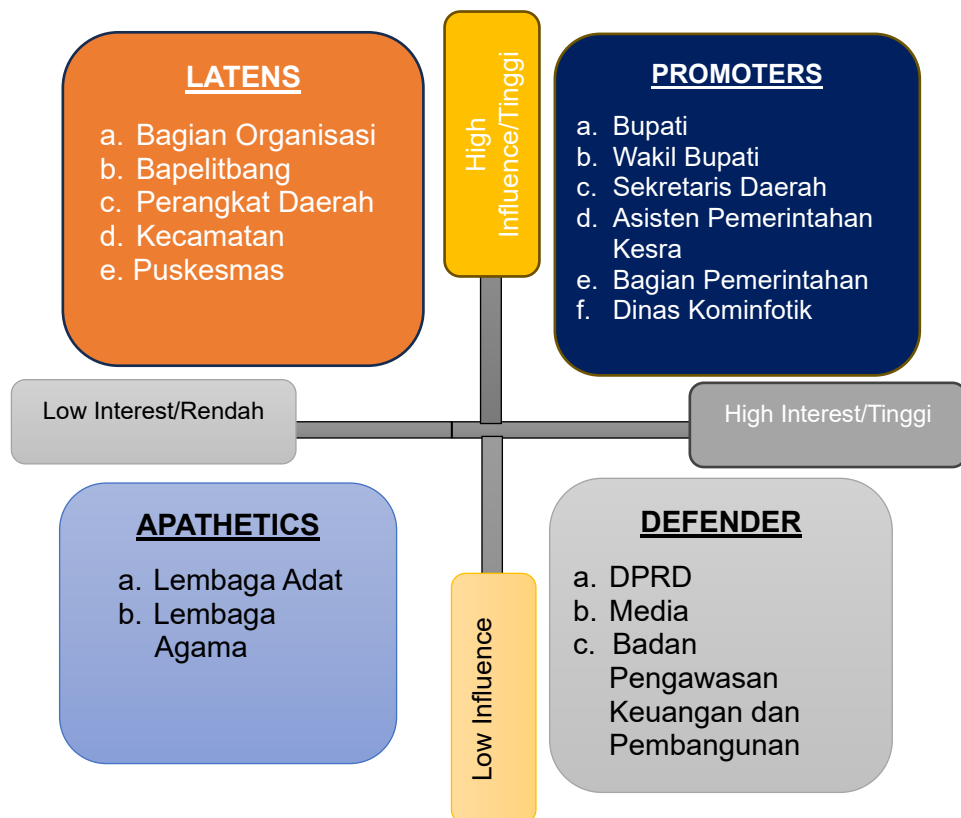 LATENS
a. Bagian Organisasi
b. Bapelitbang
c. Perangkat Daerah
d. Kecamatan
e. Puskesmas
High
Influence/Tinggi
PROMOTERS
a. Bupati
b. Wakil Bupati
c. Sekretaris Daerah
d. Asisten Pemerintahan
Kesra
e. Bagian Pemerintahan
f. Dinas Kominfotik
Low Interest/Rendah
High Interest/Tinggi
APATHETICS
a. Lembaga Adat
b. Lembaga
Agama
Low Influence
DEFENDER
a. DPRD
b. Media
c. Badan
Pengawasan
Keuangan dan
Pembangunan